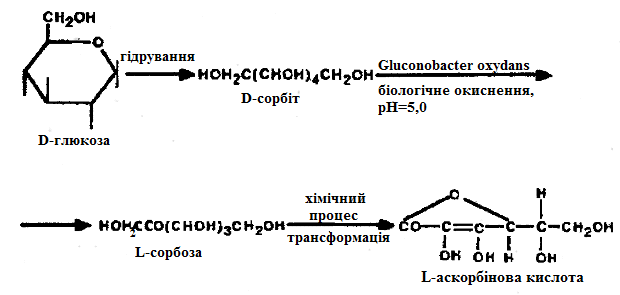 CH₂OH
O
D-глюкоза
гідрування
HOH₂C(CHOH)₄CH₂OH
D-сорбіт
Gluconobacter oxydans
біологічне окиснення,
pH=5,0
HOH₂CCO(CHOH)₃CH₂OH
L-сорбоза
хімічний
процес
трансформація
O
H
CO C = C — C — C — CH₂OH
OH OH H OH
L-аскорбінова кислота